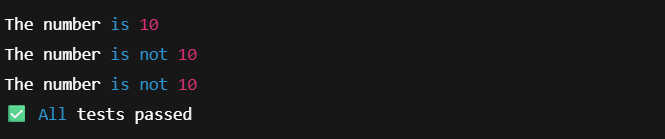 The number is 10
The number is not 10
The number is not 10
✅ All tests passed